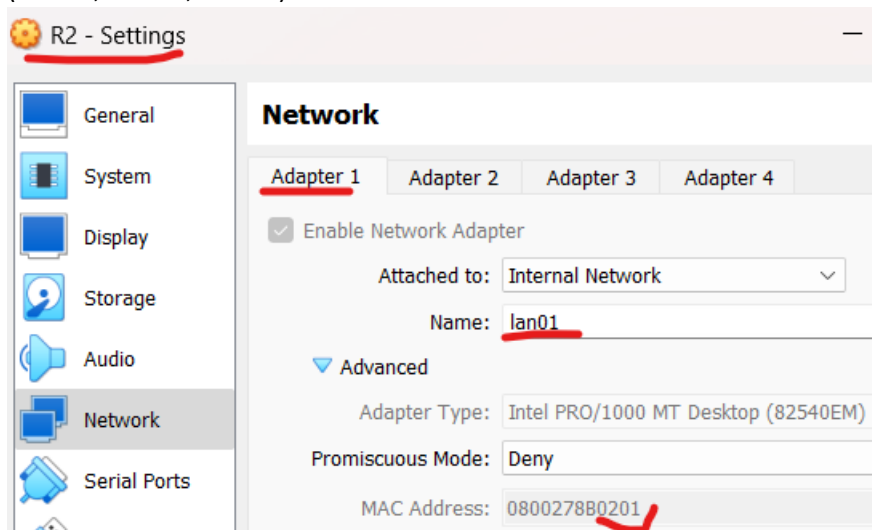 R2 - Settings
General
System
Display
Storage
Audio
Network
Serial Ports
Network
Adapter 1 Adapter 2 Adapter 3 Adapter 4
Enable Network Adapter
Attached to: Internal Network
Name: lan01
Advanced
Adapter Type: Intel PRO/1000 MT Desktop (82540EM)
Promiscuous Mode: Deny
MAC Address: 0800278B0201